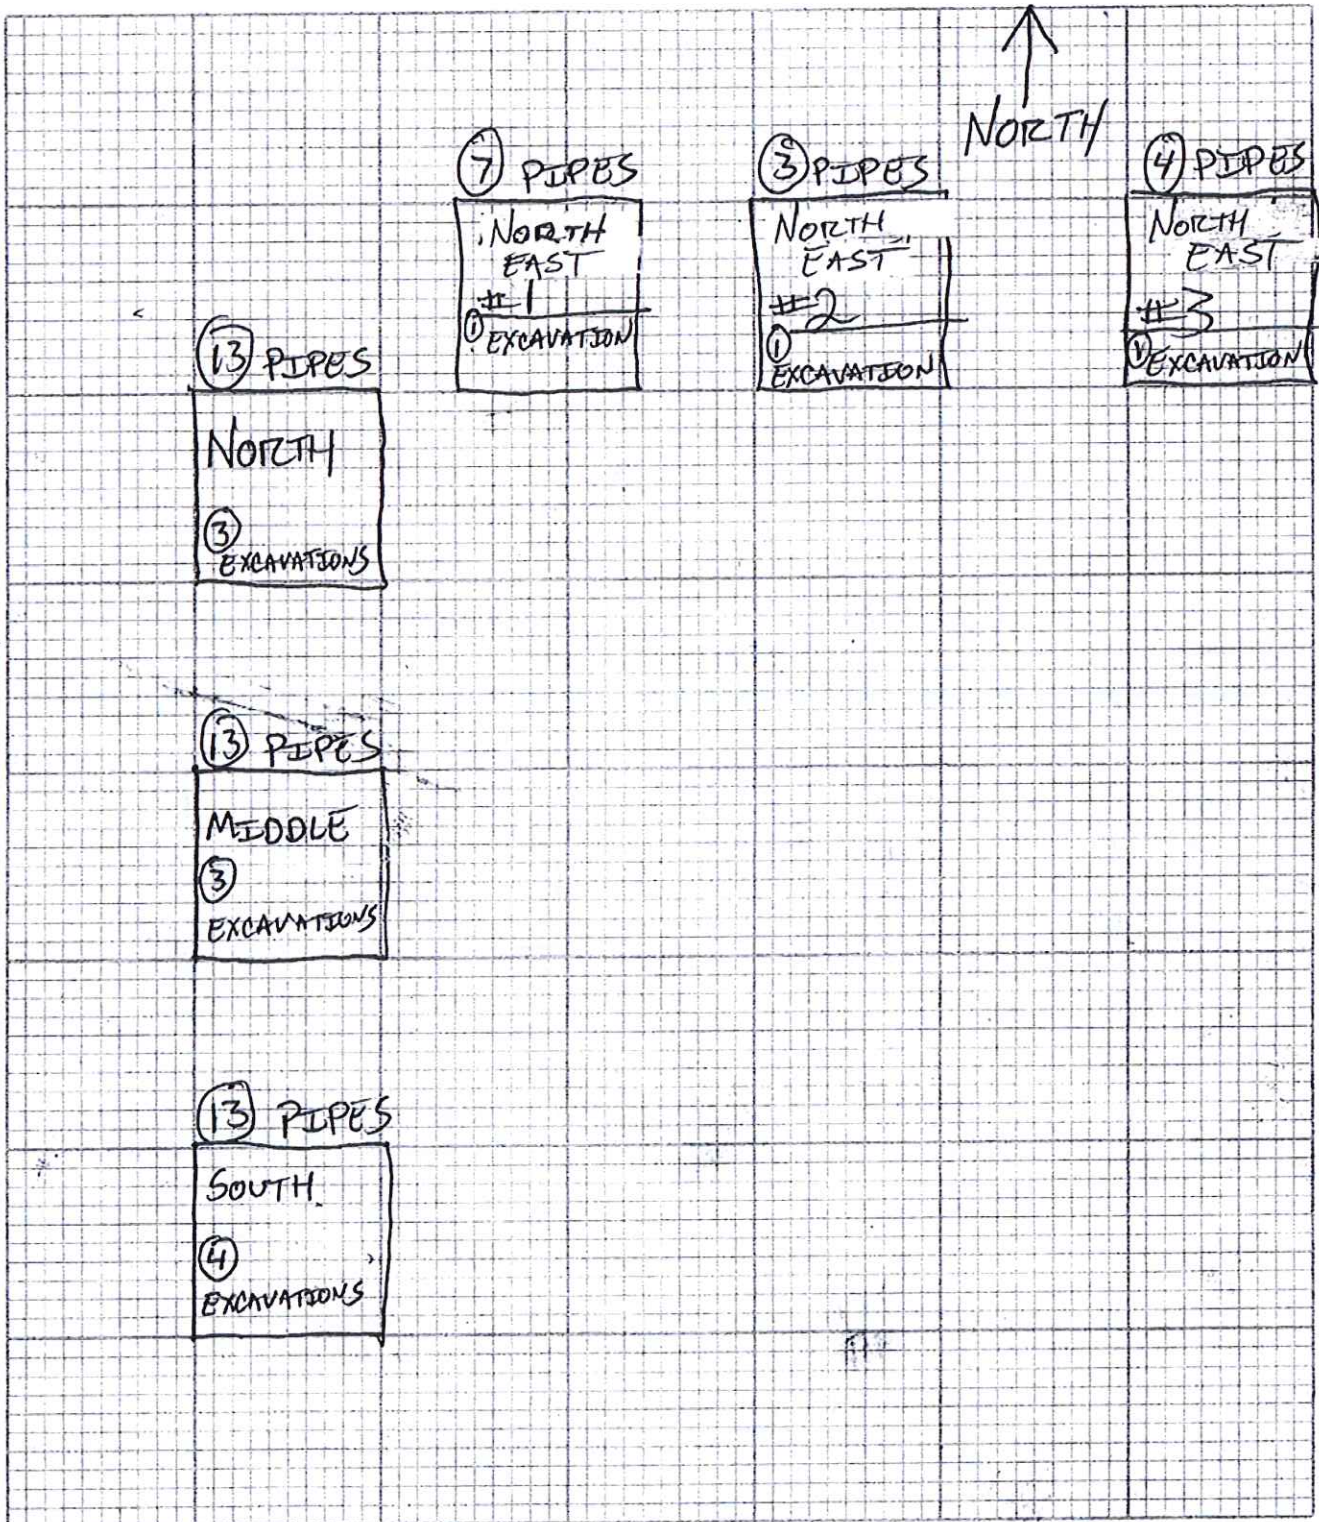 NORTH
⑦ PIPES
NORTH
EAST
#1
① EXCAVATION
③ PIPES
NORTH
EAST
#2
①
EXCAVATION
④ PIPES
NORTH
EAST
#3
① EXCAVATION
⑬ PIPES
NORTH
③
EXCAVATIONS
⑬ PIPES
MIDDLE
③
EXCAVATIONS
⑬ PIPES
SOUTH
④
EXCAVATIONS